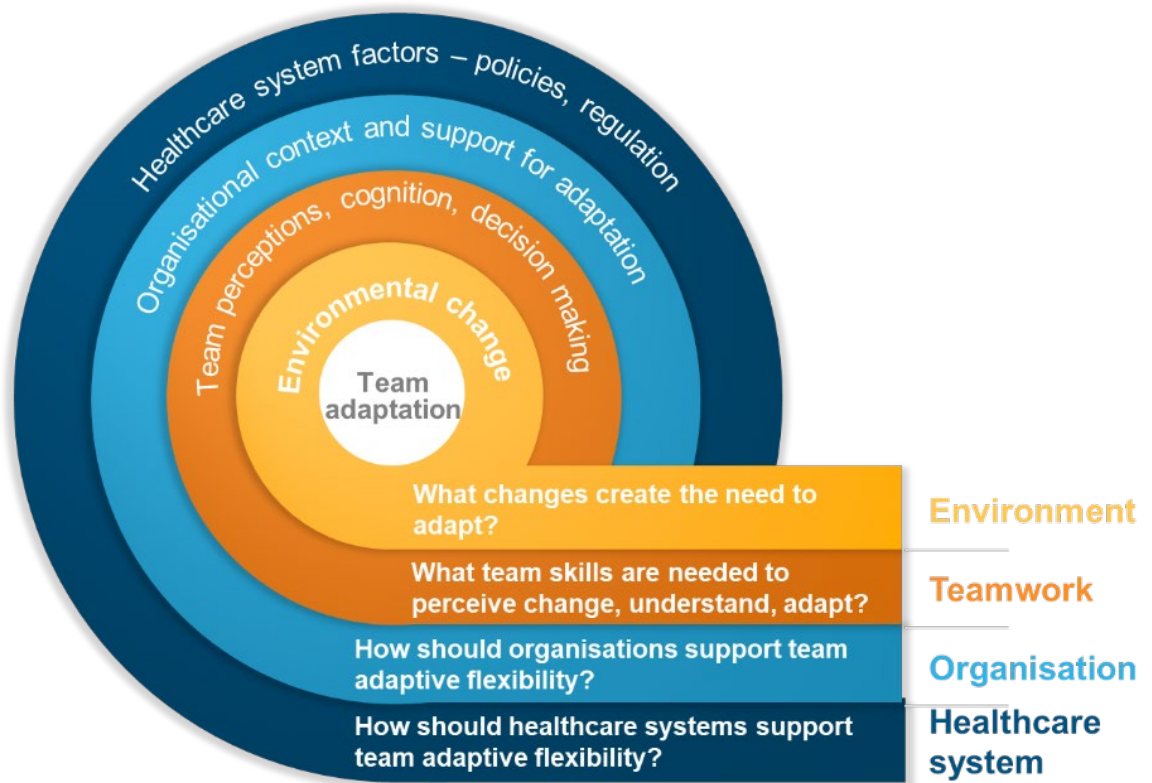 Healthcare system factors – policies, regulation
Organisational context and support for adaptation
Team perceptions, cognition, decision making
Environmental change
Team
adaptation
What changes create the need to
adapt?
Environment
What team skills are needed to
perceive change, understand, adapt?
Teamwork
How should organisations support team
adaptive flexibility?
Organisation
How should healthcare systems support
team adaptive flexibility?
Healthcare
system